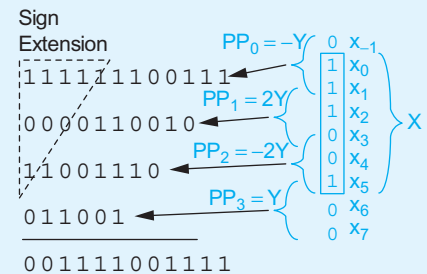 Sign
Extension
PP₀ = −Y 0 x₋₁
111111100111 1 x₀
1 x₁
PP₁ = 2Y 1 x₂
0000110010 0 x₃ X
PP₂ = −2Y 0 x₄
11001110 1 x₅
PP₃ = Y 0 x₆
011001 0 x₇
001111001111